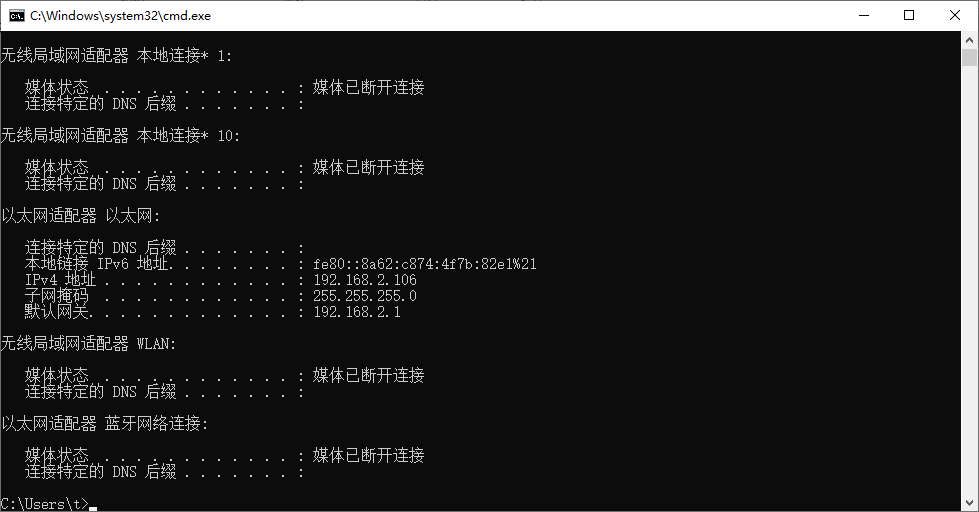 C:\Windows\system32\cmd.exe
无线局域网适配器 本地连接* 1:
媒体状态 . . . . . . . . . . . . : 媒体已断开连接
连接特定的 DNS 后缀 . . . . . . . :
无线局域网适配器 本地连接* 10:
媒体状态 . . . . . . . . . . . . : 媒体已断开连接
连接特定的 DNS 后缀 . . . . . . . :
以太网适配器 以太网:
连接特定的 DNS 后缀 . . . . . . . :
本地链接 IPv6 地址. . . . . . . . : fe80::8a62:c874:4f7b:82e1%21
IPv4 地址 . . . . . . . . . . . . : 192.168.2.106
子网掩码 . . . . . . . . . . . . : 255.255.255.0
默认网关. . . . . . . . . . . . . : 192.168.2.1
无线局域网适配器 WLAN:
媒体状态 . . . . . . . . . . . . : 媒体已断开连接
连接特定的 DNS 后缀 . . . . . . . :
以太网适配器 蓝牙网络连接:
媒体状态 . . . . . . . . . . . . : 媒体已断开连接
连接特定的 DNS 后缀 . . . . . . . :
C:\Users\t>